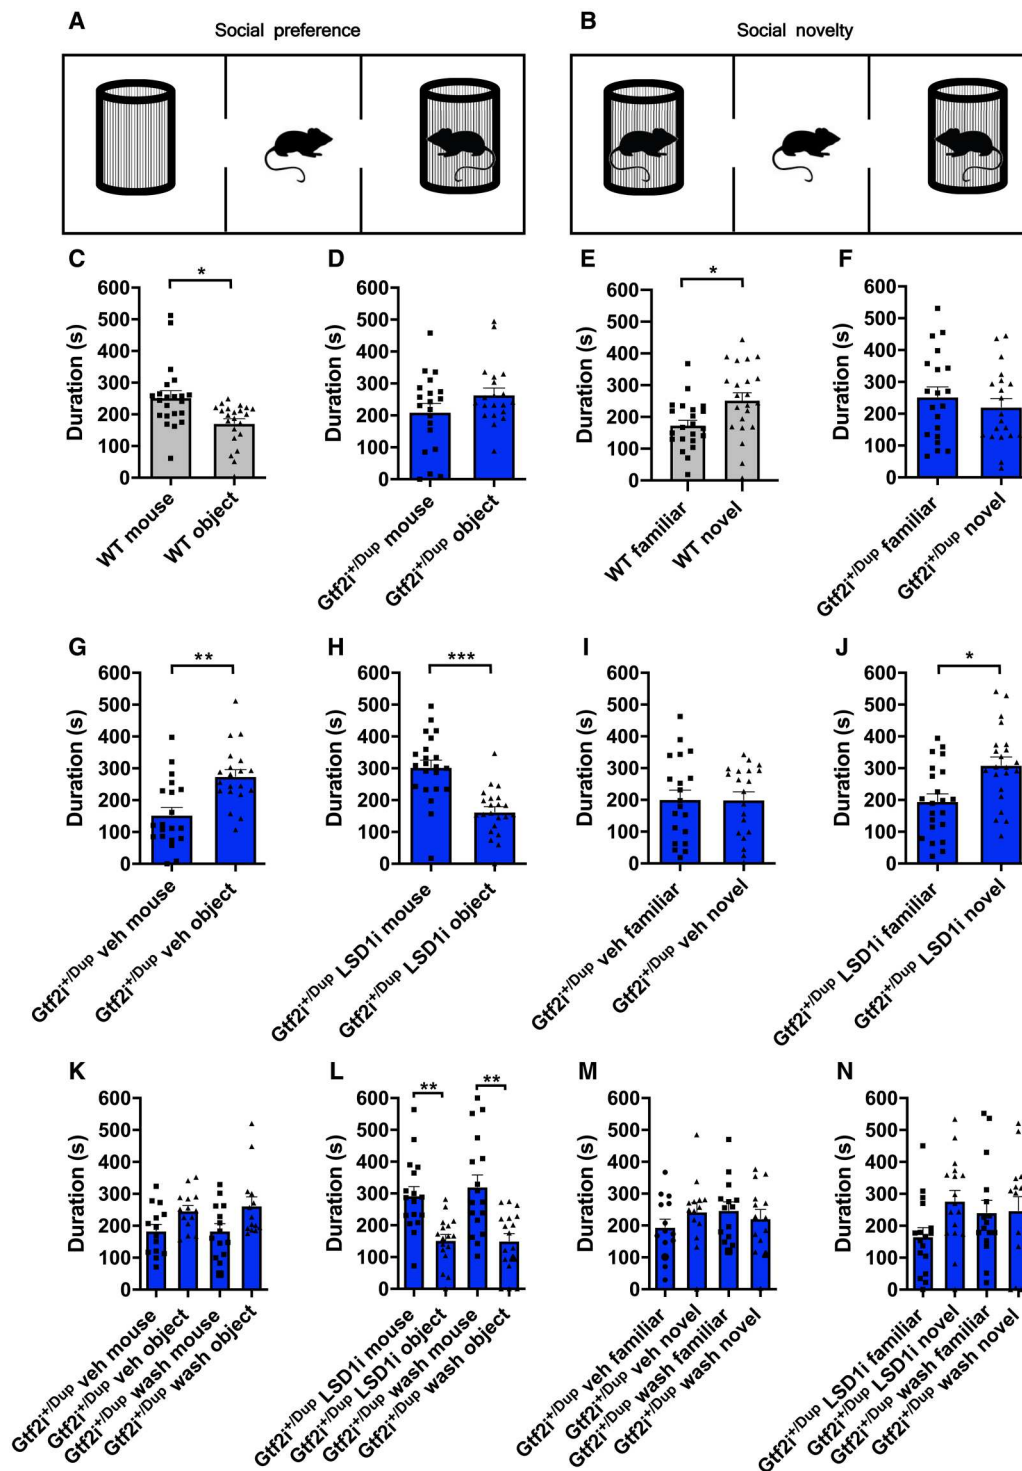 A
Social preference
B
Social novelty
C
*
Duration (s)
600
500
400
300
200
100
0
WT mouse
WT object
D
Duration (s)
600
500
400
300
200
100
0
Gtf2i+/Dup mouse
Gtf2i+/Dup object
E
*
Duration (s)
600
500
400
300
200
100
0
WT familiar
WT novel
F
Duration (s)
600
500
400
300
200
100
0
Gtf2i+/Dup familiar
Gtf2i+/Dup novel
G
**
Duration (s)
600
500
400
300
200
100
0
Gtf2i+/Dup veh mouse
Gtf2i+/Dup veh object
H
***
Duration (s)
600
500
400
300
200
100
0
Gtf2i+/Dup LSD1i mouse
Gtf2i+/Dup LSD1i object
I
Duration (s)
600
500
400
300
200
100
0
Gtf2i+/Dup veh familiar
Gtf2i+/Dup veh novel
J
*
Duration (s)
600
500
400
300
200
100
0
Gtf2i+/Dup LSD1i familiar
Gtf2i+/Dup LSD1i novel
K
Duration (s)
600
500
400
300
200
100
0
Gtf2i+/Dup veh mouse
Gtf2i+/Dup veh object
Gtf2i+/Dup wash mouse
Gtf2i+/Dup wash object
L
**
**
Duration (s)
600
500
400
300
200
100
0
Gtf2i+/Dup LSD1i mouse
Gtf2i+/Dup LSD1i object
Gtf2i+/Dup wash mouse
Gtf2i+/Dup wash object
M
Duration (s)
600
500
400
300
200
100
0
Gtf2i+/Dup veh familiar
Gtf2i+/Dup veh novel
Gtf2i+/Dup wash familiar
Gtf2i+/Dup wash novel
N
Duration (s)
600
500
400
300
200
100
0
Gtf2i+/Dup LSD1i familiar
Gtf2i+/Dup LSD1i novel
Gtf2i+/Dup wash familiar
Gtf2i+/Dup wash novel